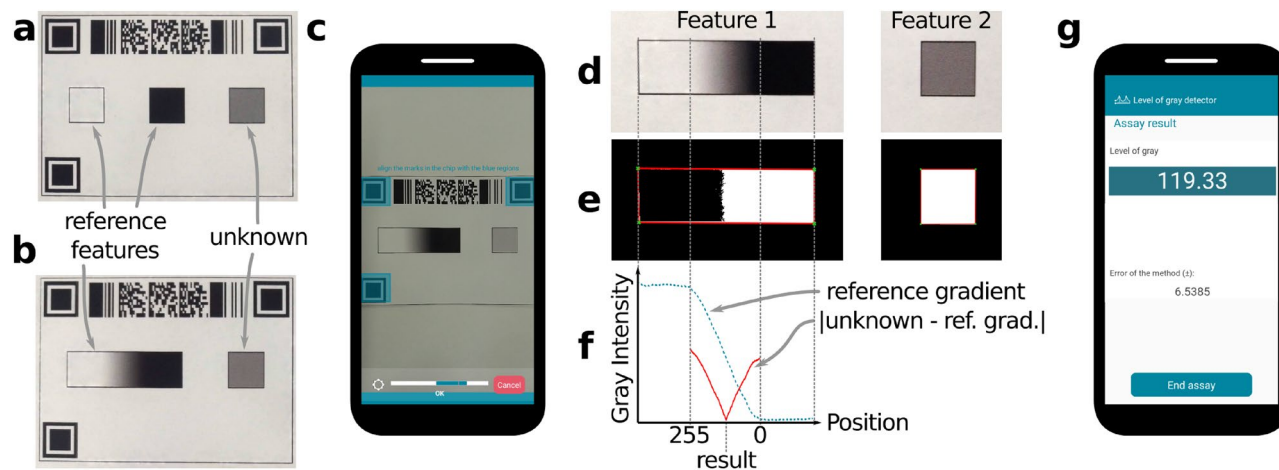 a
reference
features
unknown
b
c
align the marks in the chip with the blue regions
OK
Cancel
Feature 1
Feature 2
d
e
f
Gray Intensity
reference gradient
|unknown - ref. grad.|
Position
255
0
result
g
Level of gray detector
Assay result
Level of gray
119.33
Error of the method (±):
6.5385
End assay